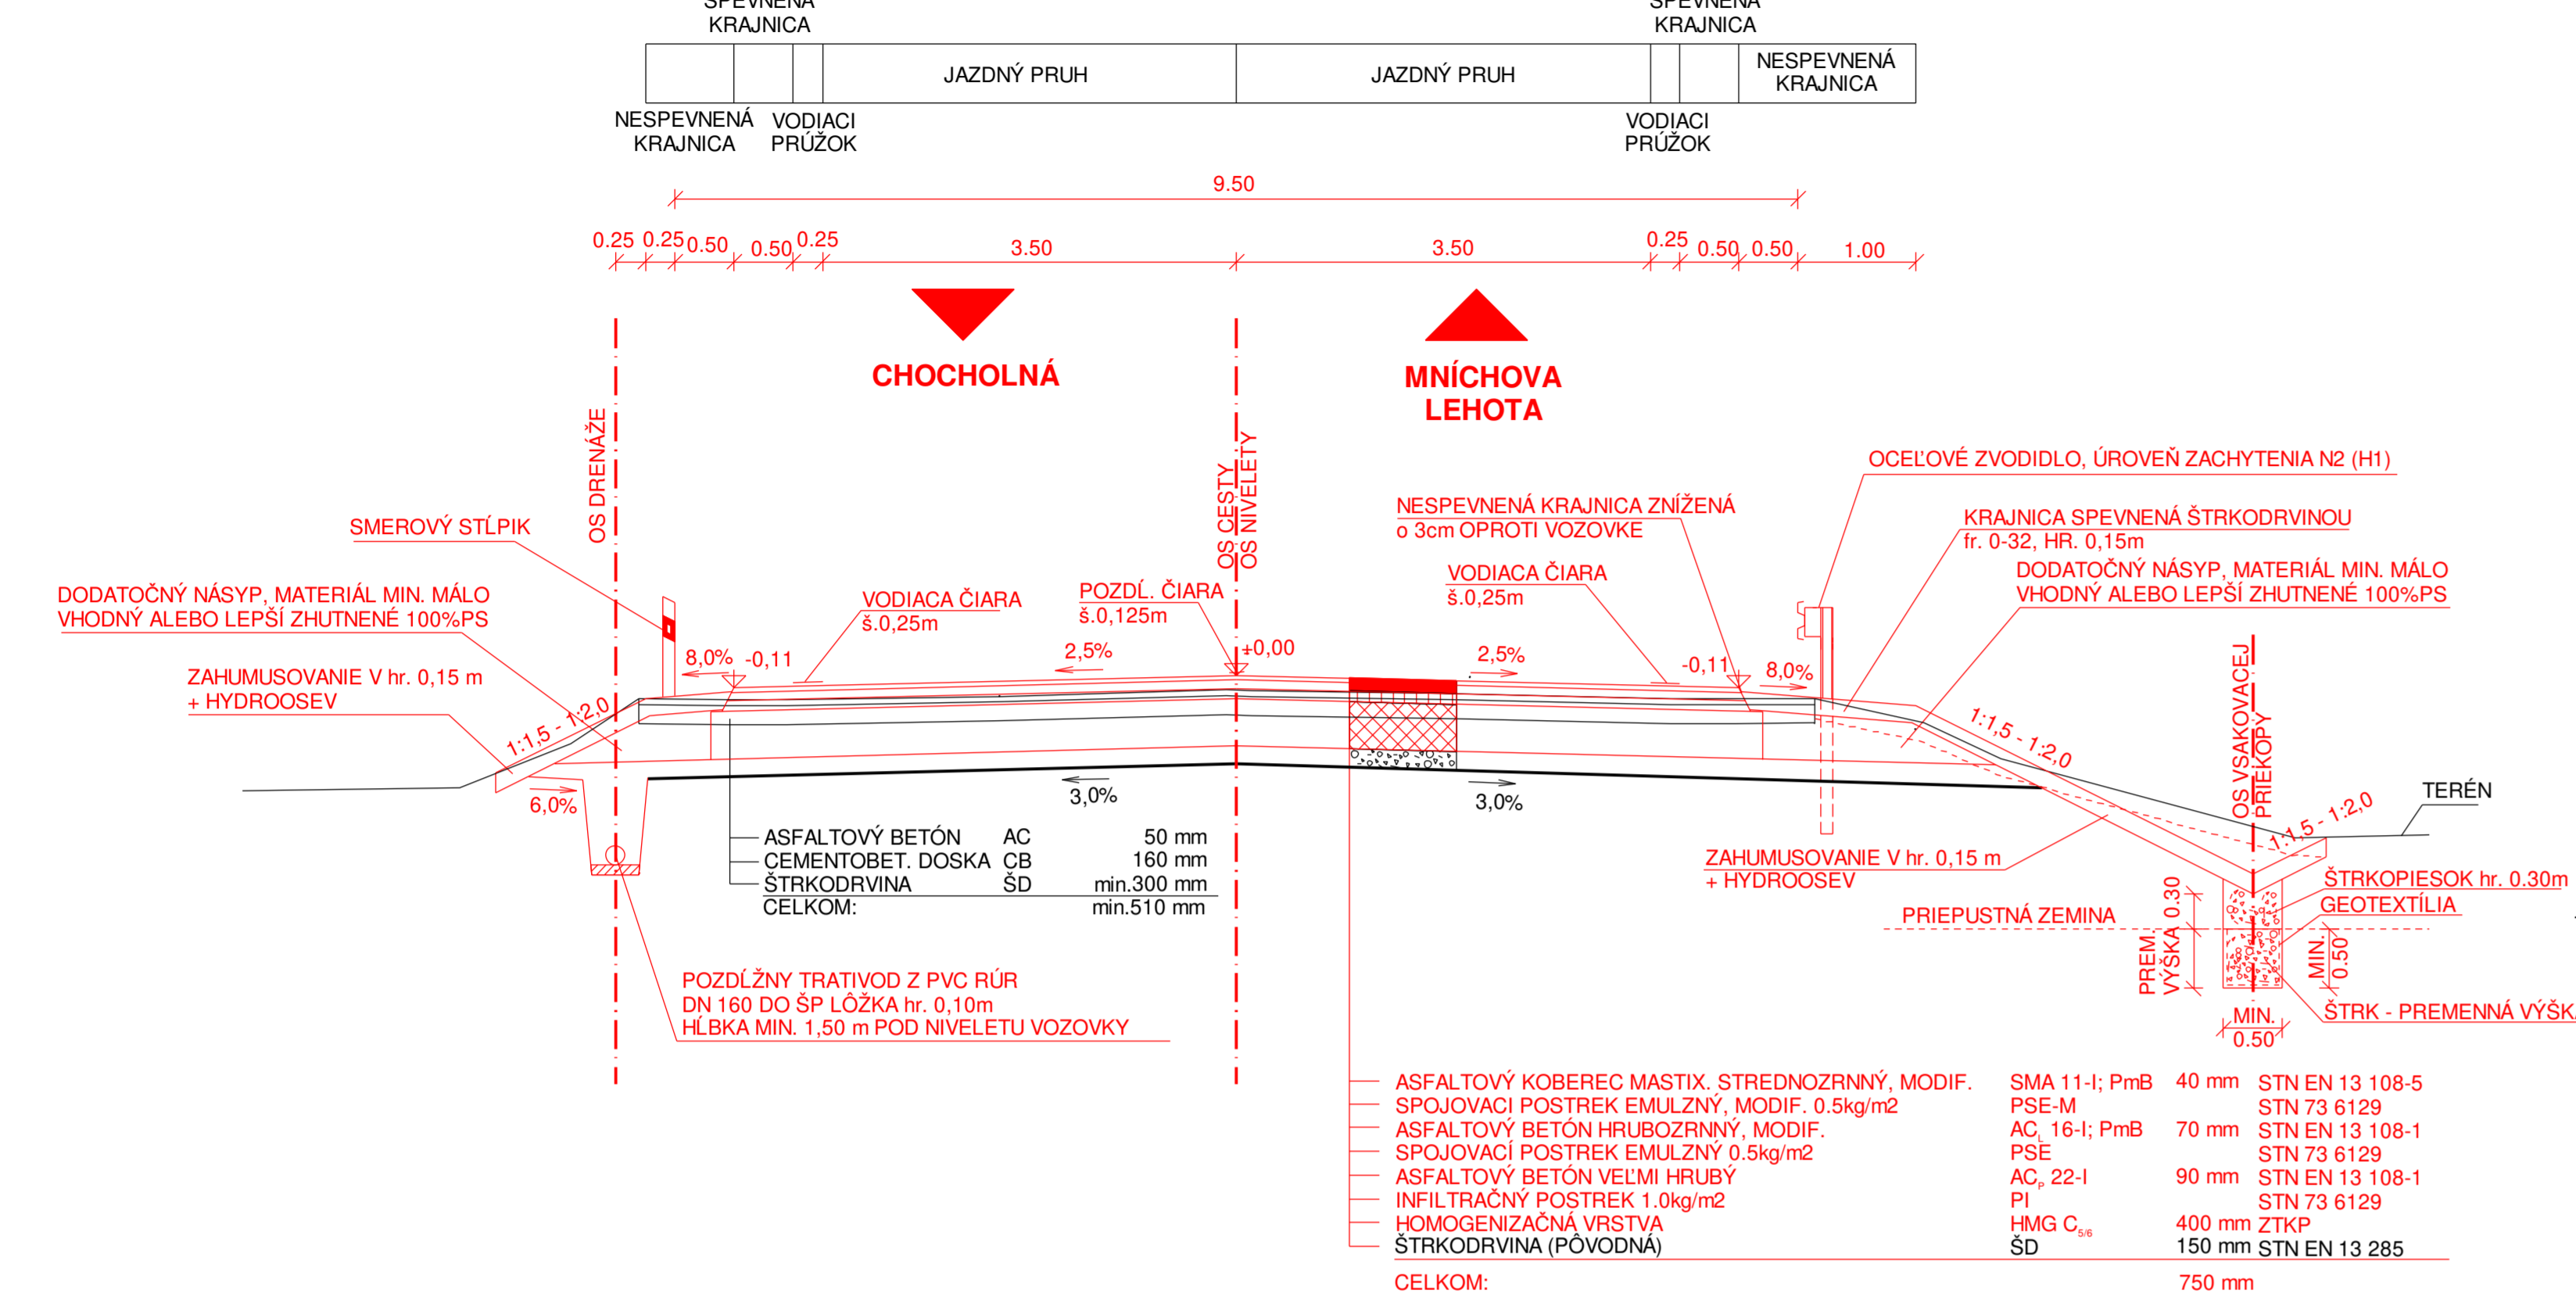 SPEVNENÁ
KRAJNICA
SPEVNENÁ
KRAJNICA
JAZDNÝ PRUH
JAZDNÝ PRUH
NESPEVNENÁ
KRAJNICA
NESPEVNENÁ
KRAJNICA
VODIACI
PRÚŽOK
VODIACI
PRÚŽOK
9.50
0.25 0.25 0.50 0.50 0.25 3.50 3.50 0.25 0.50 0.50 1.00
CHOCHOLNÁ
MNÍCHOVA
LEHOTA
OS DRENÁŽE
OS CESTY
OS NIVELETY
OCEĽOVÉ ZVODIDLO, ÚROVEŇ ZACHYTENIA N2 (H1)
SMEROVÝ STĹPIK
NESPEVNENÁ KRAJNICA ZNÍŽENÁ
o 3cm OPROTI VOZOVKE
KRAJNICA SPEVNENÁ ŠTRKODRVINOU
fr. 0-32, HR. 0,15m
DODATOČNÝ NÁSYP, MATERIÁL MIN. MÁLO
VHODNÝ ALEBO LEPŠÍ ZHUTNENÉ 100%PS
VODIACA ČIARA
š.0,25m
POZDĹ. ČIARA
š.0,125m
VODIACA ČIARA
š.0,25m
DODATOČNÝ NÁSYP, MATERIÁL MIN. MÁLO
VHODNÝ ALEBO LEPŠÍ ZHUTNENÉ 100%PS
ZAHUMUSOVANIE V hr. 0,15 m
+ HYDROOSEV
8,0% -0,11
2,5%
+0,00
2,5%
-0,11 8,0%
1:1,5 - 1:2,0
1:1,5 - 1:2,0
OS VSAKOVACEJ
PRIEKOPY
1:1,5 - 1:2,0
TERÉN
6,0%
3,0%
3,0%
ASFALTOVÝ BETÓN AC 50 mm
CEMENTOBET. DOSKA CB 160 mm
ŠTRKODRVINA ŠD min.300 mm
CELKOM: min.510 mm
ZAHUMUSOVANIE V hr. 0,15 m
+ HYDROOSEV
ŠTRKOPIESOK hr. 0.30m
GEOTEXTÍLIA
PRIEPUSTNÁ ZEMINA
PREM.
VÝŠKA 0.30
MIN.
0.50
MIN.
0.50
ŠTRK - PREMENNÁ VÝŠK
POZDĹŽNY TRATIVOD Z PVC RÚR
DN 160 DO ŠP LÔŽKA hr. 0,10m
HĹBKA MIN. 1,50 m POD NIVELETU VOZOVKY
ASFALTOVÝ KOBEREC MASTIX. STREDNOZRNNÝ, MODIF. SMA 11-I; PmB 40 mm STN EN 13 108-5
SPOJOVACI POSTREK EMULZNÝ, MODIF. 0.5kg/m2 PSE-M STN 73 6129
ASFALTOVÝ BETÓN HRUBOZRNNÝ, MODIF. ACL 16-I; PmB 70 mm STN EN 13 108-1
SPOJOVACÍ POSTREK EMULZNÝ 0.5kg/m2 PSE STN 73 6129
ASFALTOVÝ BETÓN VEĽMI HRUBÝ ACP 22-I 90 mm STN EN 13 108-1
INFILTRAČNÝ POSTREK 1.0kg/m2 PI STN 73 6129
HOMOGENIZAČNÁ VRSTVA HMG C5/6 400 mm ZTKP
ŠTRKODRVINA (PÔVODNÁ) ŠD 150 mm STN EN 13 285
CELKOM: 750 mm